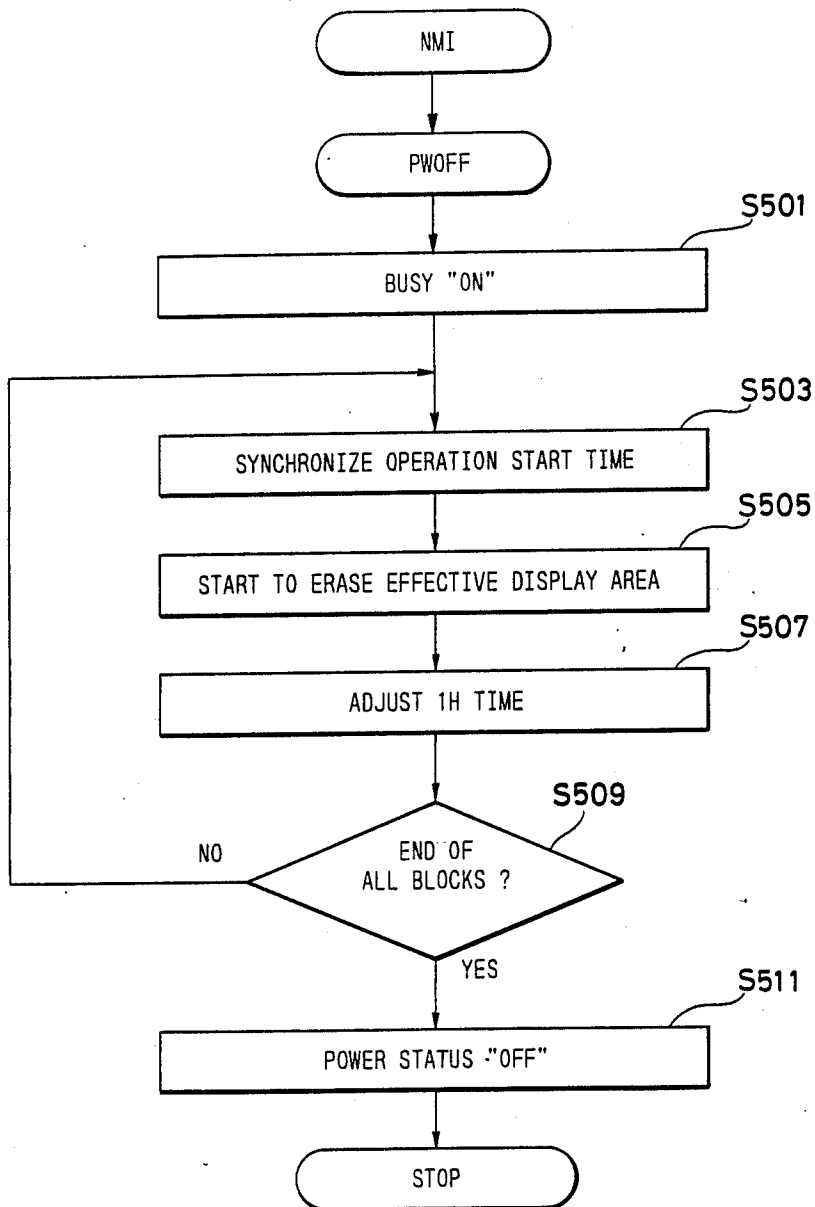 NMI
PWOFF
S501
BUSY "ON"
S503
SYNCHRONIZE OPERATION START TIME
S505
START TO ERASE EFFECTIVE DISPLAY AREA
S507
ADJUST 1H TIME
S509
NO
END OF
ALL BLOCKS ?
YES
S511
POWER STATUS "OFF"
STOP